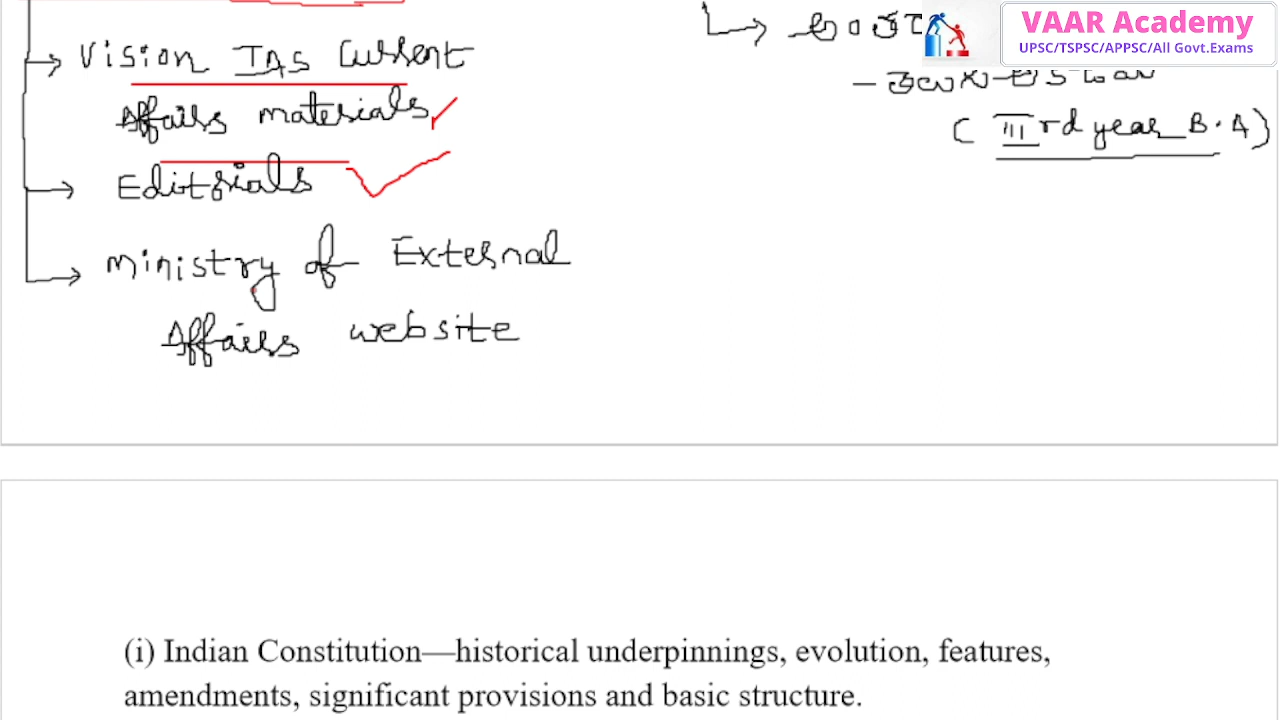 Vision IAS Current
Affairs materials
Editorials
Ministry of External
Affairs website
VAAR Academy
UPSC/TSPSC/APPSC/All Govt.Exams
( IIIrd year B.A)
(i) Indian Constitution—historical underpinnings, evolution, features,
amendments, significant provisions and basic structure.